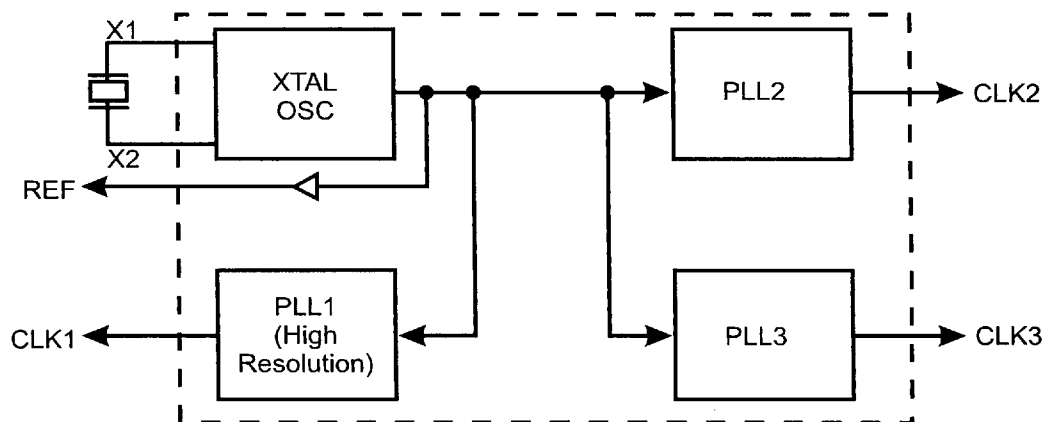 X1
XTAL
OSC
PLL2
CLK2
X2
REF
PLL1
(High
Resolution)
CLK1
PLL3
CLK3